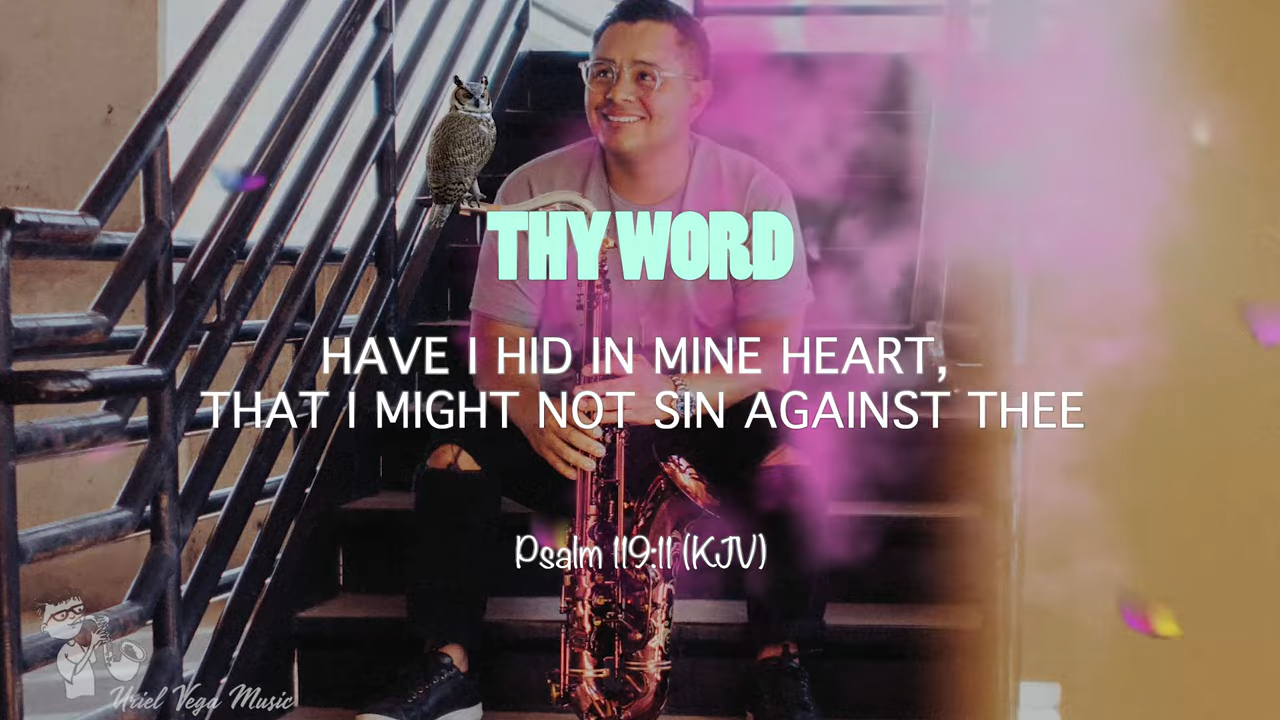 THY WORD
HAVE I HID IN MINE HEART,
THAT I MIGHT NOT SIN AGAINST THEE
Psalm 119:11 (KJV)
Uriel Vega Music